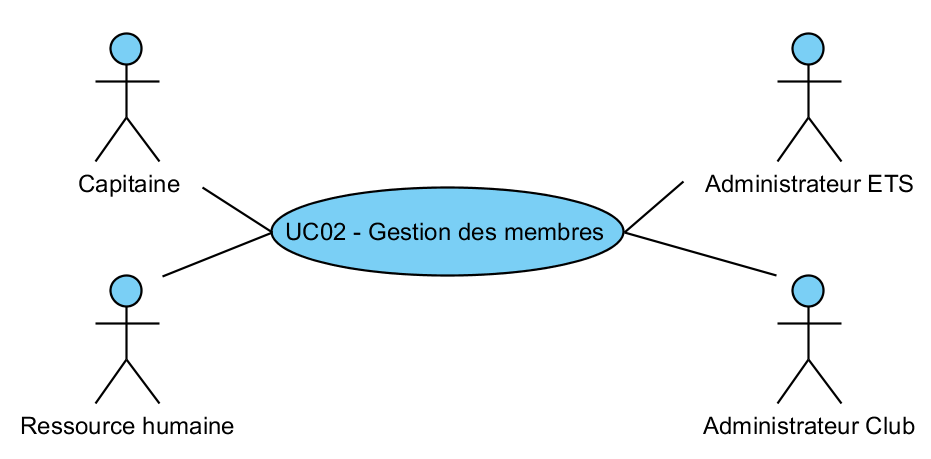 Capitaine
Administrateur ETS
UC02 - Gestion des membres
Ressource humaine
Administrateur Club